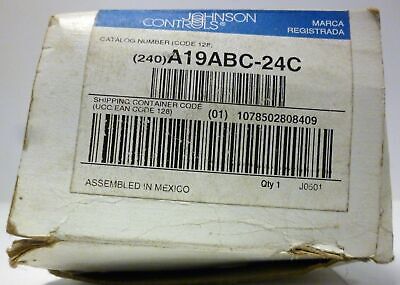 JOHNSON
CONTROLS®
MARCA
REGISTRADA
CATALOG NUMBER (CODE 128)
(240) A19ABC-24C
SHIPPING CONTAINER CODE
(UCC EAN CODE 128)
(01) 1078502808409
ASSEMBLED IN MEXICO
Qty 1
J0501